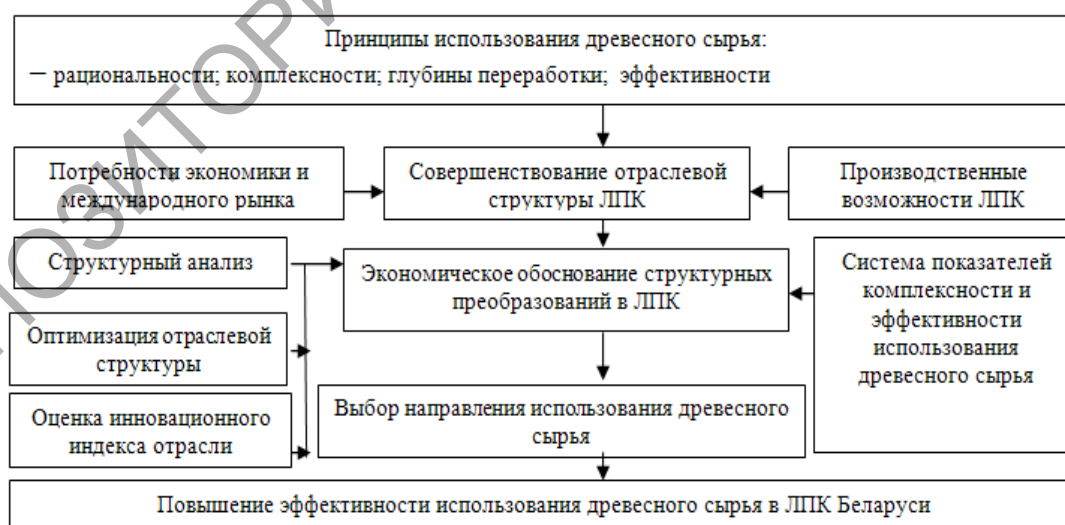 Принципы использования древесного сырья:
– рациональности; комплексности; глубины переработки; эффективности
Потребности экономики и
международного рынка
Совершенствование отраслевой
структуры ЛПК
Производственные
возможности ЛПК
Структурный анализ
Экономическое обоснование структурных
преобразований в ЛПК
Система показателей
комплексности и
эффективности
использования
древесного сырья
Оптимизация отраслевой
структуры
Выбор направления использования древесного
сырья
Оценка инновационного
индекса отрасли
Повышение эффективности использования древесного сырья в ЛПК Беларуси
ПОЗИТОРИ